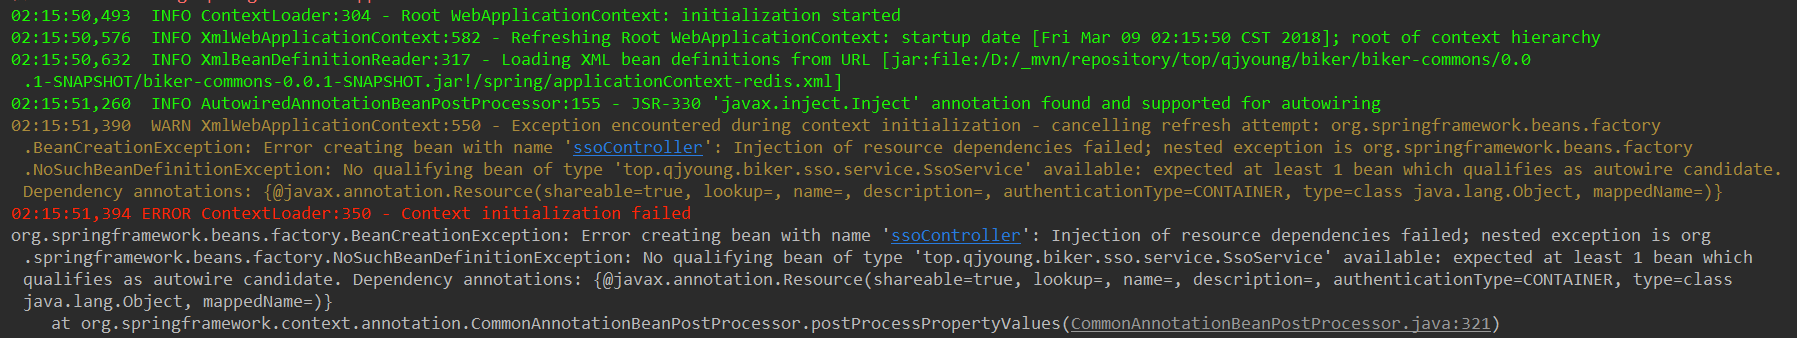 02:15:50,493  INFO ContextLoader:304 - Root WebApplicationContext: initialization started
02:15:50,576  INFO XmlWebApplicationContext:582 - Refreshing Root WebApplicationContext: startup date [Fri Mar 09 02:15:50 CST 2018]; root of context hierarchy
02:15:50,632  INFO XmlBeanDefinitionReader:317 - Loading XML bean definitions from URL [jar:file:/D:/_mvn/repository/top/qjyoung/biker/biker-commons/0.0
.1-SNAPSHOT/biker-commons-0.0.1-SNAPSHOT.jar!/spring/applicationContext-redis.xml]
02:15:51,260  INFO AutowiredAnnotationBeanPostProcessor:155 - JSR-330 'javax.inject.Inject' annotation found and supported for autowiring
02:15:51,390  WARN XmlWebApplicationContext:550 - Exception encountered during context initialization - cancelling refresh attempt: org.springframework.beans.factory
.BeanCreationException: Error creating bean with name 'ssoController': Injection of resource dependencies failed; nested exception is org.springframework.beans.factory
.NoSuchBeanDefinitionException: No qualifying bean of type 'top.qjyoung.biker.sso.service.SsoService' available: expected at least 1 bean which qualifies as autowire candidate.
Dependency annotations: {@javax.annotation.Resource(shareable=true, lookup=, name=, description=, authenticationType=CONTAINER, type=class java.lang.Object, mappedName=)}
02:15:51,394 ERROR ContextLoader:350 - Context initialization failed
org.springframework.beans.factory.BeanCreationException: Error creating bean with name 'ssoController': Injection of resource dependencies failed; nested exception is org
.springframework.beans.factory.NoSuchBeanDefinitionException: No qualifying bean of type 'top.qjyoung.biker.sso.service.SsoService' available: expected at least 1 bean which
qualifies as autowire candidate. Dependency annotations: {@javax.annotation.Resource(shareable=true, lookup=, name=, description=, authenticationType=CONTAINER, type=class
java.lang.Object, mappedName=)}
at org.springframework.context.annotation.CommonAnnotationBeanPostProcessor.postProcessPropertyValues(CommonAnnotationBeanPostProcessor.java:321)